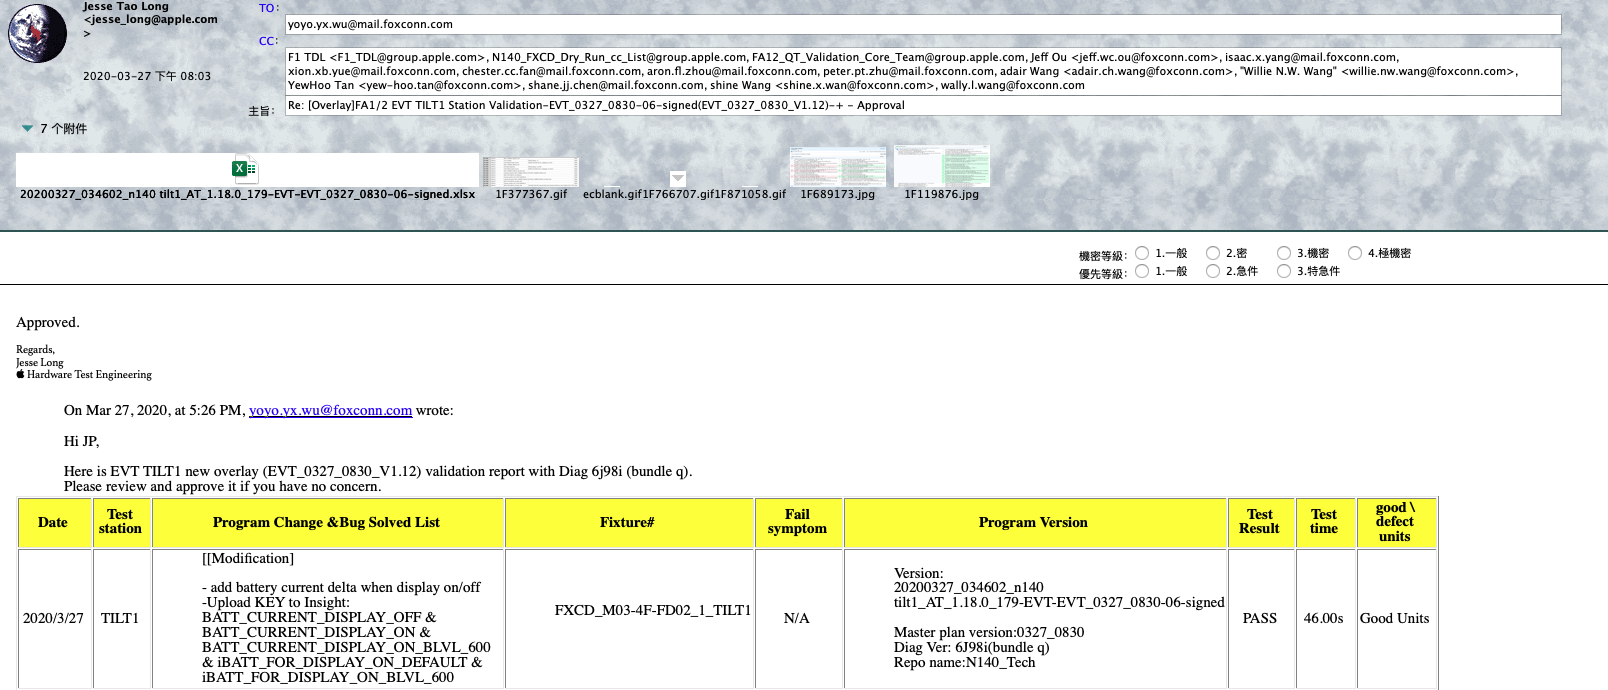 Jesse Tao Long
<jesse_long@apple.com
>
2020-03-27 下午 08:03
TO:
yoyo.yx.wu@mail.foxconn.com
CC:
F1 TDL <F1_TDL@group.apple.com>, N140_FXCD_Dry_Run_cc_List@group.apple.com, FA12_QT_Validation_Core_Team@group.apple.com, Jeff Ou <jeff.wc.ou@foxconn.com>, isaac.x.yang@mail.foxconn.com,
xion.xb.yue@mail.foxconn.com, chester.cc.fan@mail.foxconn.com, aron.fl.zhou@mail.foxconn.com, peter.pt.zhu@mail.foxconn.com, adair Wang <adair.ch.wang@foxconn.com>, "Willie N.W. Wang" <willie.nw.wang@foxconn.com>,
YewHoo Tan <yew-hoo.tan@foxconn.com>, shane.jj.chen@mail.foxconn.com, shine Wang <shine.x.wan@foxconn.com>, wally.l.wang@foxconn.com
主旨:
Re: [Overlay]FA1/2 EVT TILT1 Station Validation-EVT_0327_0830-06-signed(EVT_0327_0830_V1.12)-+ - Approval
7 个附件
20200327_034602_n140 tilt1_AT_1.18.0_179-EVT-EVT_0327_0830-06-signed.xlsx
1F377367.gif
ecblank.gif1F766707.gif1F871058.gif
1F689173.jpg
1F119876.jpg
機密等級: 1.一般 2.密 3.機密 4.極機密
優先等級: 1.一般 2.急件 3.特急件
Approved.
Regards,
Jesse Long
Hardware Test Engineering
On Mar 27, 2020, at 5:26 PM, yoyo.yx.wu@foxconn.com wrote:
Hi JP,
Here is EVT TILT1 new overlay (EVT_0327_0830_V1.12) validation report with Diag 6j98i (bundle q).
Please review and approve it if you have no concern.
Date
Test
station
Program Change &Bug Solved List
Fixture#
Fail
symptom
Program Version
Test
Result
Test
time
good \
defect
units
2020/3/27
TILT1
[[Modification]
- add battery current delta when display on/off
-Upload KEY to Insight:
BATT_CURRENT_DISPLAY_OFF &
BATT_CURRENT_DISPLAY_ON &
BATT_CURRENT_DISPLAY_ON_BLVL_600
& iBATT_FOR_DISPLAY_ON_DEFAULT &
iBATT_FOR_DISPLAY_ON_BLVL_600
FXCD_M03-4F-FD02_1_TILT1
N/A
Version:
20200327_034602_n140
tilt1_AT_1.18.0_179-EVT-EVT_0327_0830-06-signed
Master plan version:0327_0830
Diag Ver: 6J98i(bundle q)
Repo name:N140_Tech
PASS
46.00s
Good Units